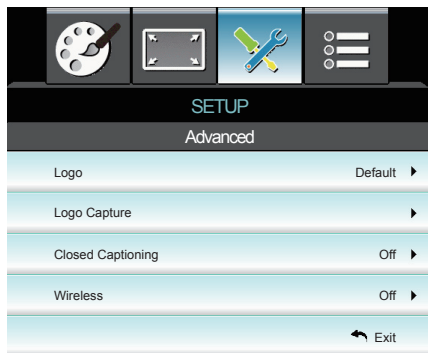 SETUP
Advanced
Logo Default
Logo Capture
Closed Captioning Off
Wireless Off
Exit